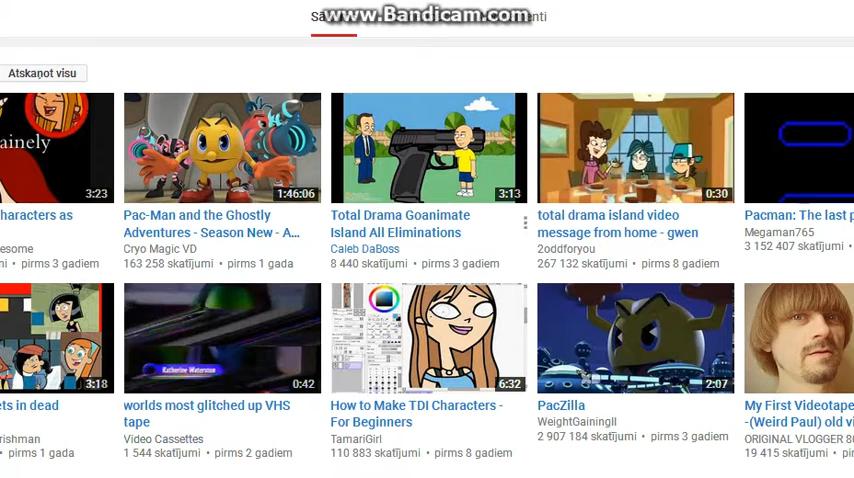 www.Bandicam.com
Atskaņot visu
ainely
3:23
1:46:06
3:13
0:30
haracters as
Pac-Man and the Ghostly
Adventures - Season New - A...
Total Drama Goanimate
Island All Eliminations
total drama island video
message from home - gwen
Pacman: The last p
esome
Cryo Magic VD
Caleb DaBoss
2oddforyou
Megaman765
mi • pirms 3 gadiem
163 258 skatījumi • pirms 1 gada
8 440 skatījumi • pirms 3 gadiem
267 132 skatījumi • pirms 8 gadiem
3 152 407 skatījumi •
3:18
Katherine Waterston
0:42
6:32
2:07
ets in dead
worlds most glitched up VHS
tape
How to Make TDI Characters -
For Beginners
PacZilla
My First Videotape
-(Weird Paul) old vi
rishman
Video Cassettes
TamariGirl
WeightGainingII
ORIGINAL VLOGGER 80
mi • pirms 1 gada
1 544 skatījumi • pirms 2 gadiem
110 883 skatījumi • pirms 8 gadiem
2 907 184 skatījumi • pirms 3 gadiem
19 415 skatījumi • pir